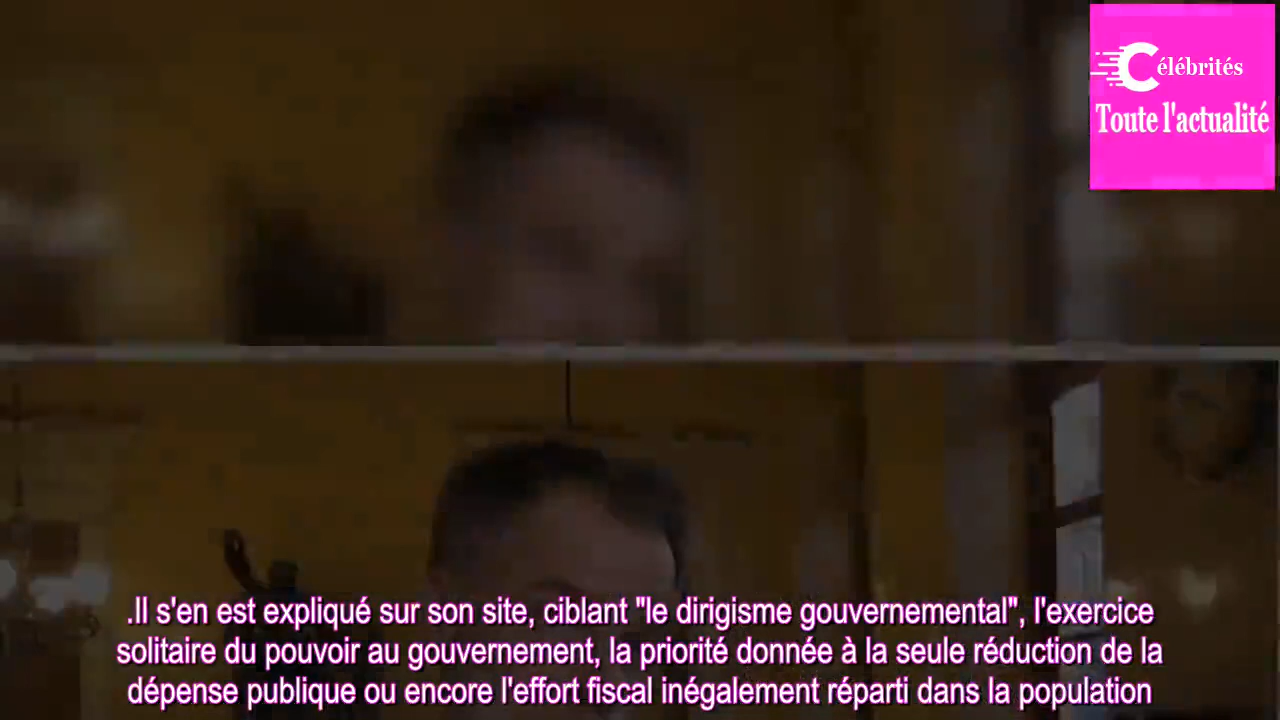 Célébrités
Toute l'actualité
.Il s'en est expliqué sur son site, ciblant "le dirigisme gouvernemental", l'exercice
solitaire du pouvoir au gouvernement, la priorité donnée à la seule réduction de la
dépense publique ou encore l'effort fiscal inégalement réparti dans la population